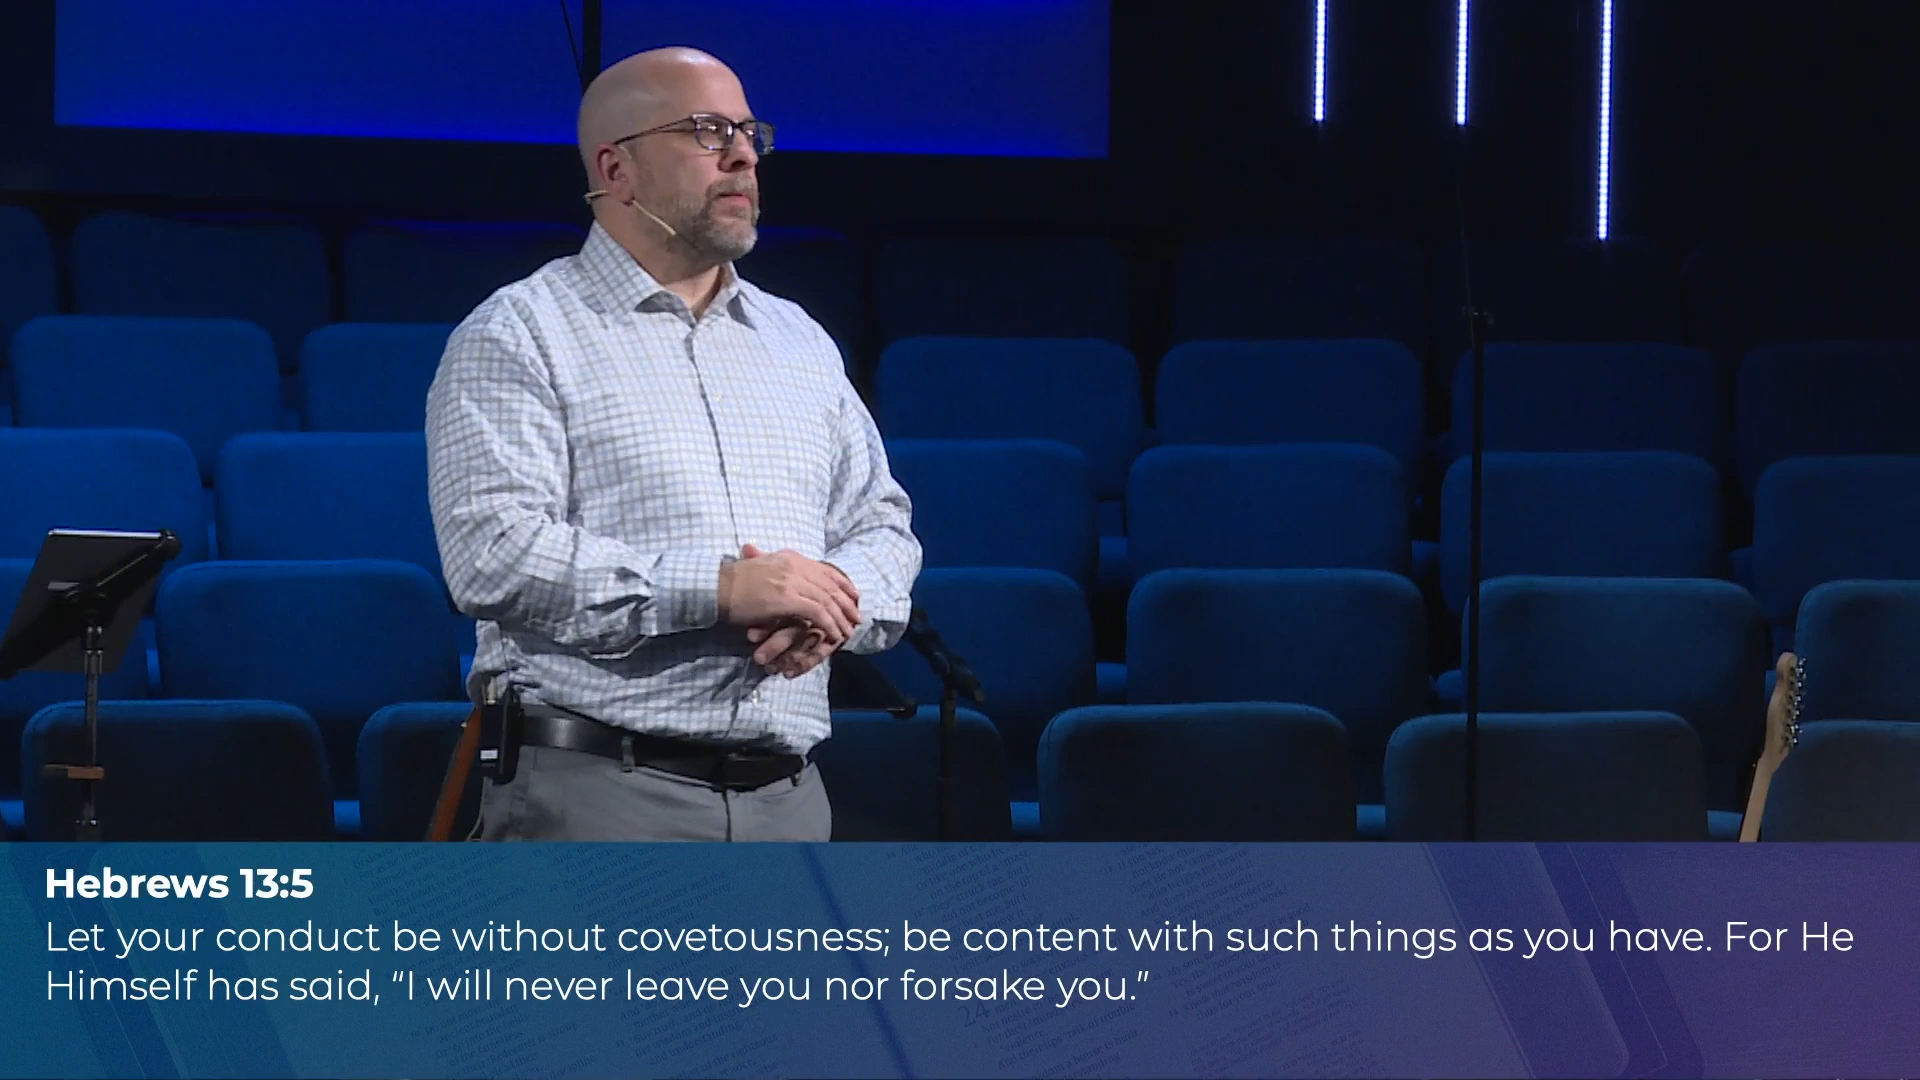 Hebrews 13:5
Let your conduct be without covetousness; be content with such things as you have. For He
Himself has said, “I will never leave you nor forsake you.”